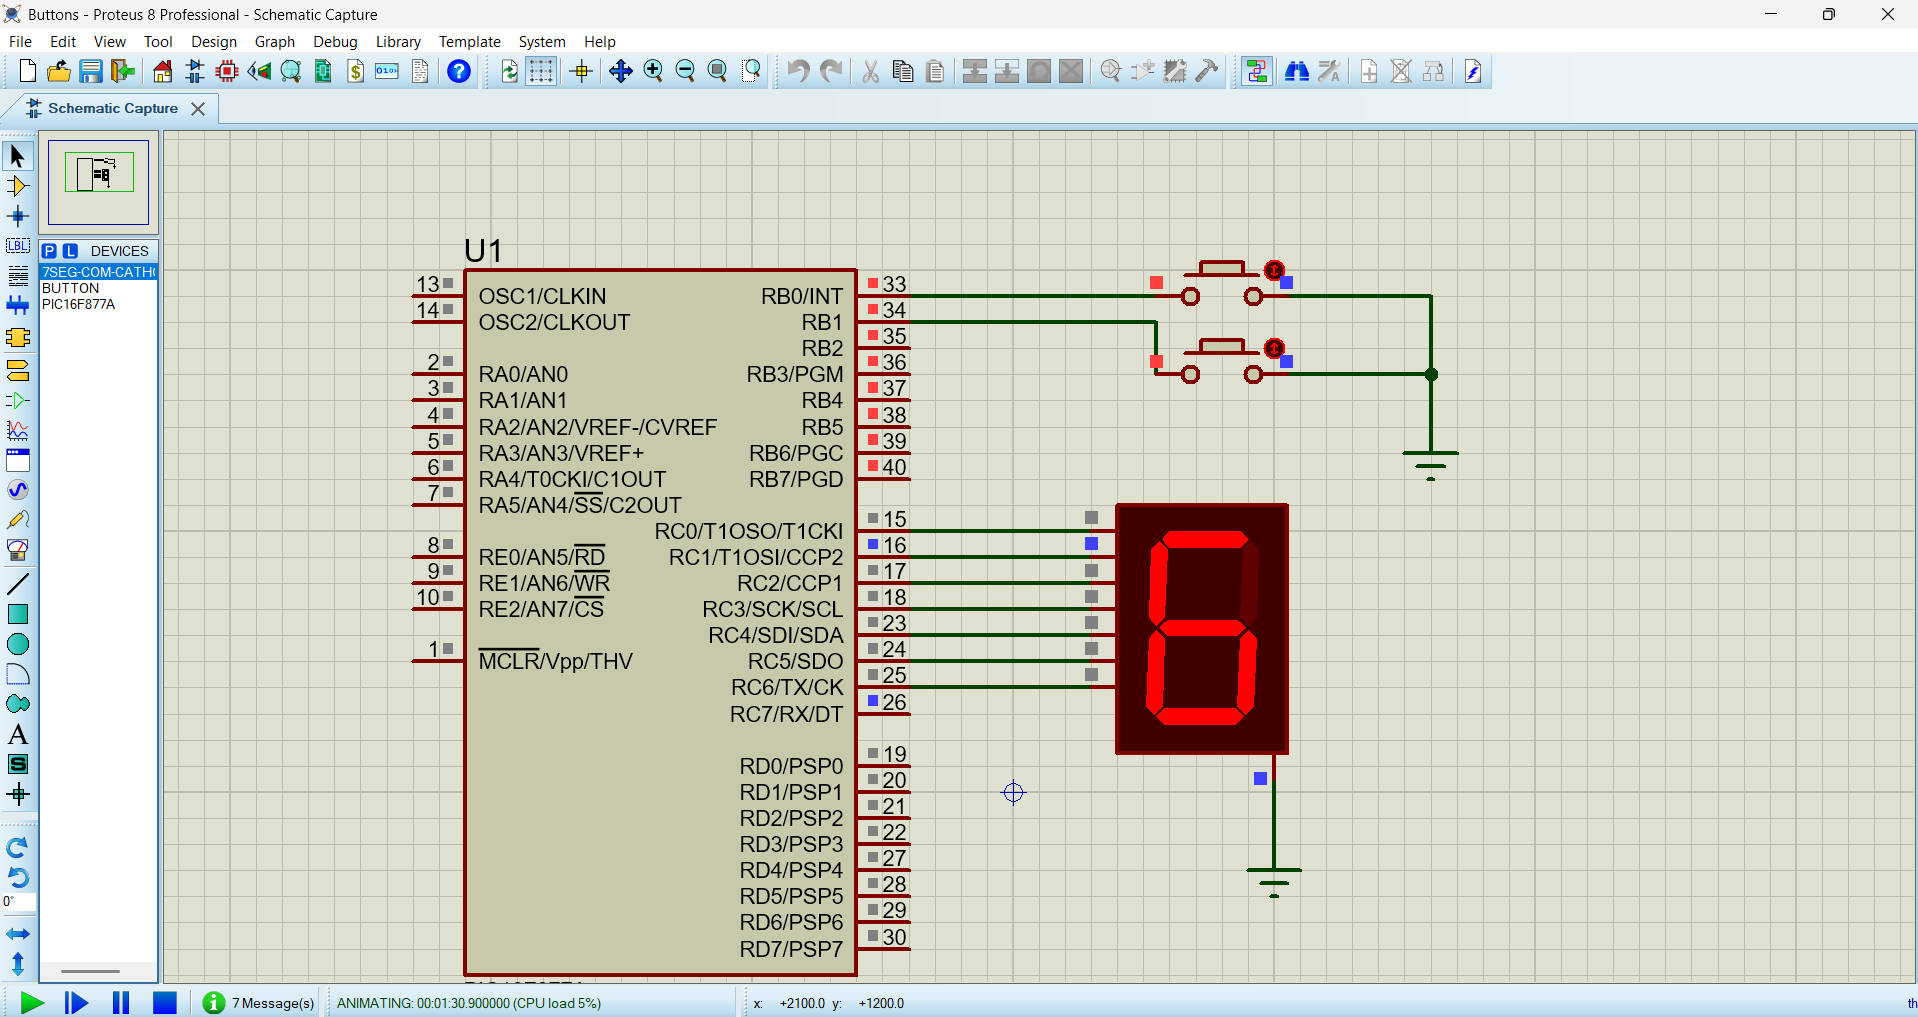 Buttons - Proteus 8 Professional - Schematic Capture
File Edit View Tool Design Graph Debug Library Template System Help
Schematic Capture
P L DEVICES
7SEG-COM-CATH
BUTTON
PIC16F877A
LBL
A
S
0°
U1
13 OSC1/CLKIN
14 OSC2/CLKOUT
2 RA0/AN0
3 RA1/AN1
4 RA2/AN2/VREF-/CVREF
5 RA3/AN3/VREF+
6 RA4/T0CKI/C1OUT
7 RA5/AN4/SS/C2OUT
8 RE0/AN5/RD
9 RE1/AN6/WR
10 RE2/AN7/CS
1 MCLR/Vpp/THV
RB0/INT 33
RB1 34
RB2 35
RB3/PGM 36
RB4 37
RB5 38
RB6/PGC 39
RB7/PGD 40
RC0/T1OSO/T1CKI 15
RC1/T1OSI/CCP2 16
RC2/CCP1 17
RC3/SCK/SCL 18
RC4/SDI/SDA 23
RC5/SDO 24
RC6/TX/CK 25
RC7/RX/DT 26
RD0/PSP0 19
RD1/PSP1 20
RD2/PSP2 21
RD3/PSP3 22
RD4/PSP4 27
RD5/PSP5 28
RD6/PSP6 29
RD7/PSP7 30
6
7 Message(s) ANIMATING: 00:01:30.900000 (CPU load 5%) x: +2100.0 y: +1200.0 th